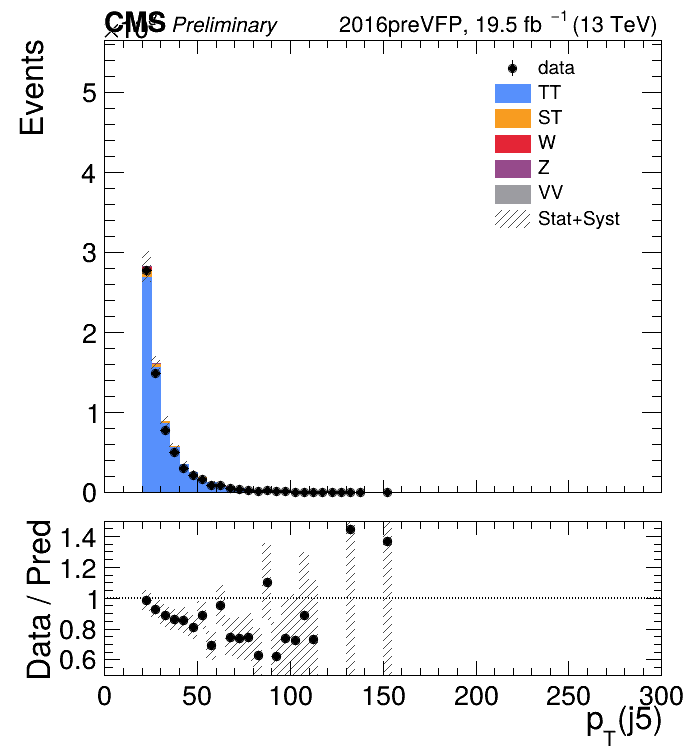 CMS Preliminary 2016preVFP, 19.5 fb ⁻¹ (13 TeV)
Events
data
TT
ST
W
Z
VV
Stat+Syst
5
4
3
2
1
0
Data / Pred
1.4
1.2
1
0.8
0.6
0 50 100 150 200 250 300
p_T(j5)